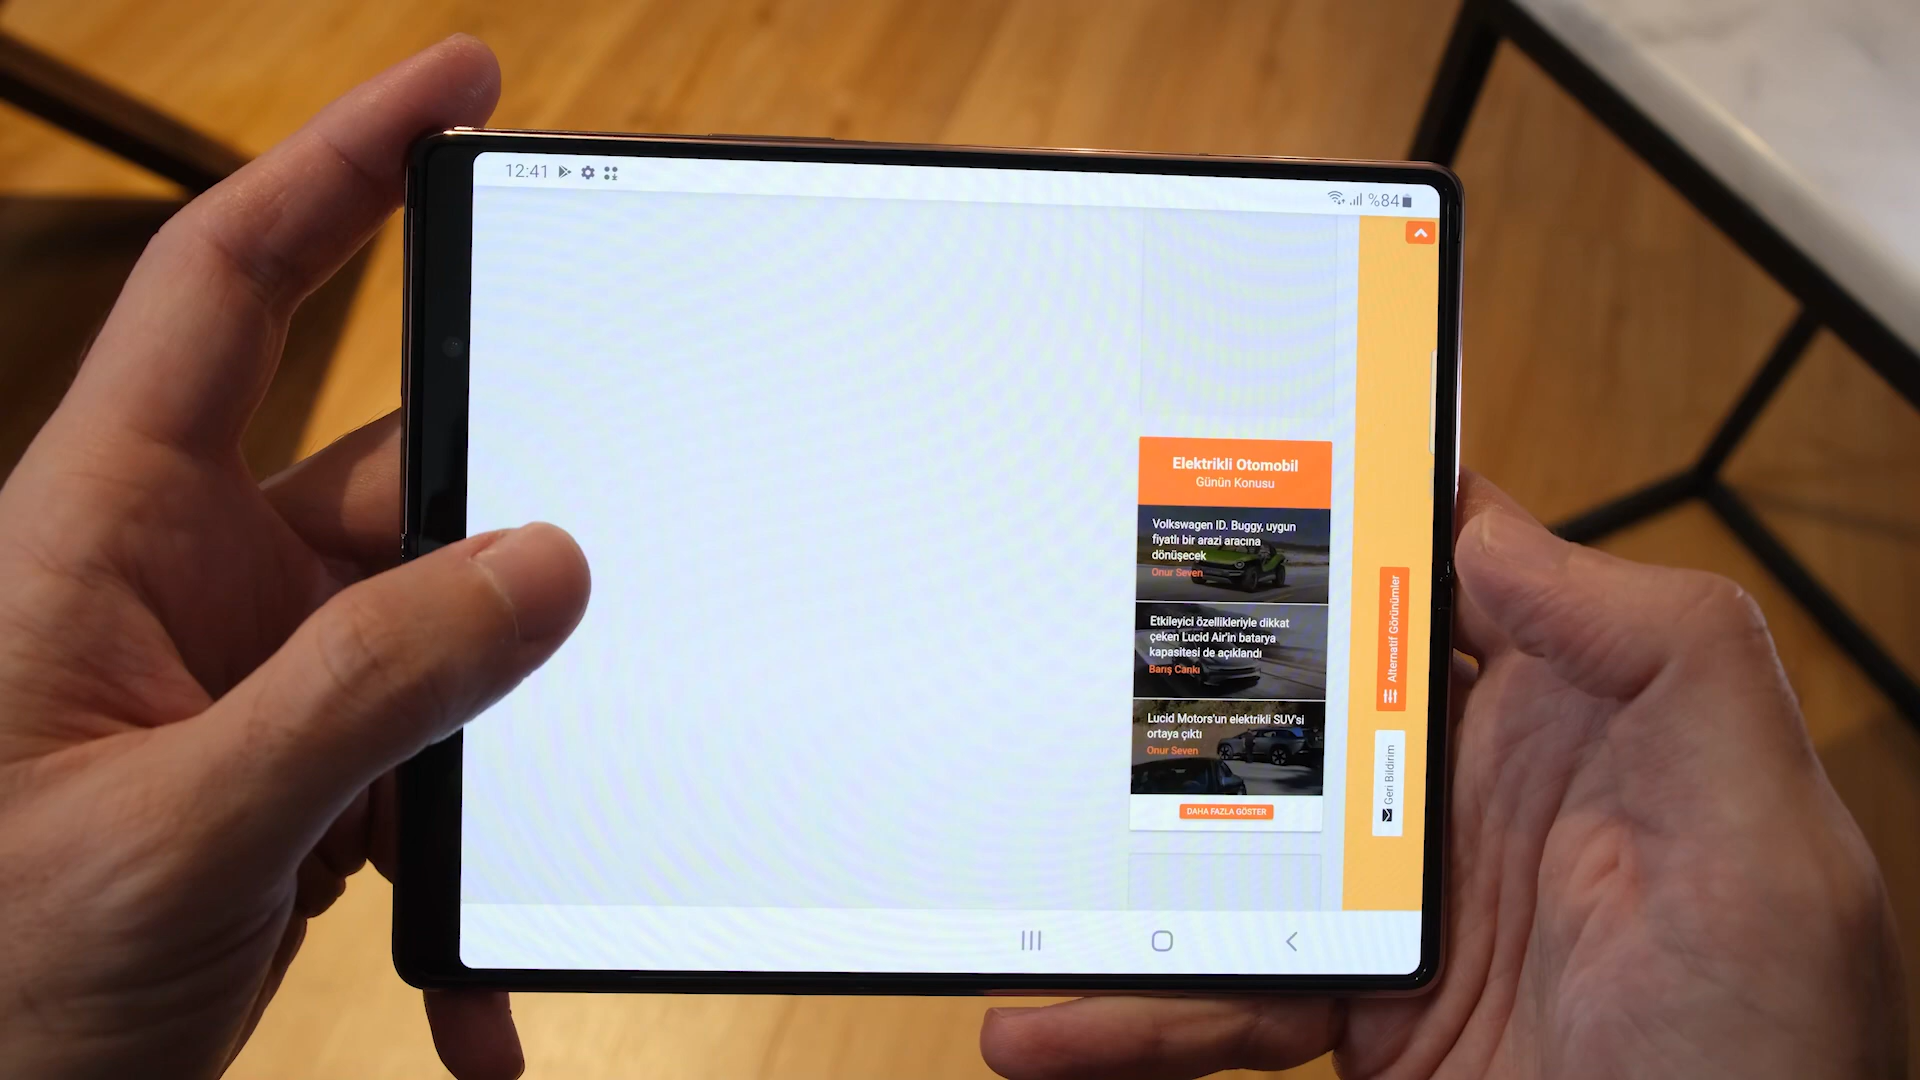 12:41
%84
Elektrikli Otomobil
Günün Konusu
Volkswagen ID. Buggy, uygun
fiyatlı bir arazi aracına
dönüşecek
Onur Seven
Etkileyici özellikleriyle dikkat
çeken Lucid Air'in batarya
kapasitesi de açıklandı
Barış Cankı
Lucid Motors'un elektrikli SUV'si
ortaya çıktı
Onur Seven
DAHA FAZLA GÖSTER
Alternatif Görünümler
Geri Bildirim